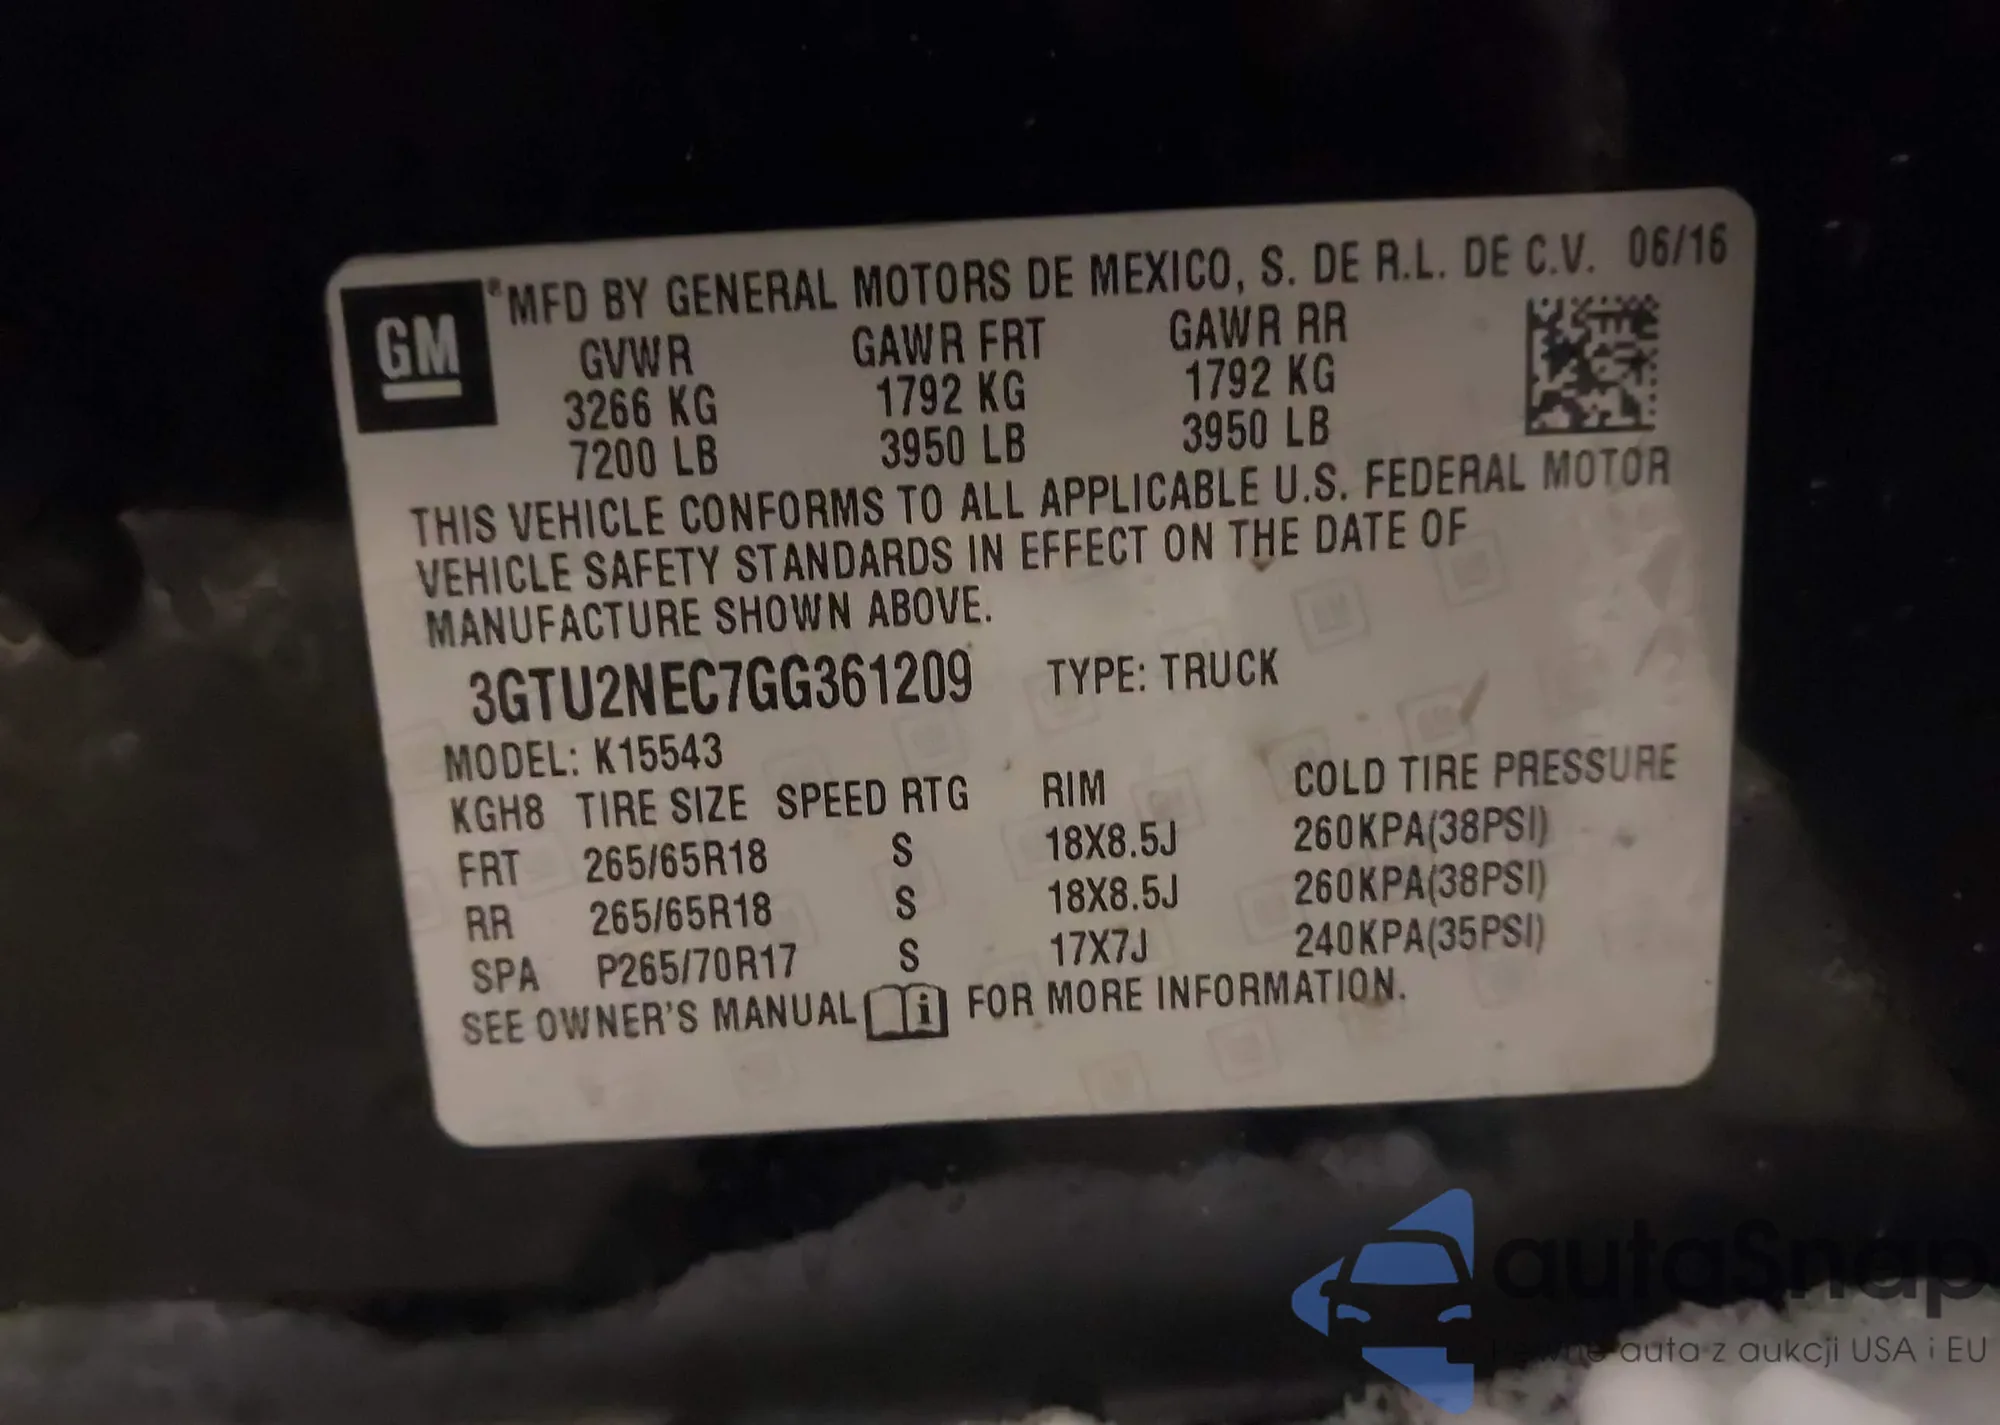 GM ® MFD BY GENERAL MOTORS DE MEXICO, S. DE R.L. DE C.V. 06/16
GVWR GAWR FRT GAWR RR
3266 KG 1792 KG 1792 KG
7200 LB 3950 LB 3950 LB
THIS VEHICLE CONFORMS TO ALL APPLICABLE U.S. FEDERAL MOTOR
VEHICLE SAFETY STANDARDS IN EFFECT ON THE DATE OF
MANUFACTURE SHOWN ABOVE.
3GTU2NEC7GG361209 TYPE: TRUCK
MODEL: K15543
KGH8 TIRE SIZE SPEED RTG RIM COLD TIRE PRESSURE
FRT 265/65R18 S 18X8.5J 260KPA(38PSI)
RR 265/65R18 S 18X8.5J 260KPA(38PSI)
SPA P265/70R17 S 17X7J 240KPA(35PSI)
SEE OWNER'S MANUAL i FOR MORE INFORMATION.
autaSnap
auta z aukcji USA i EU